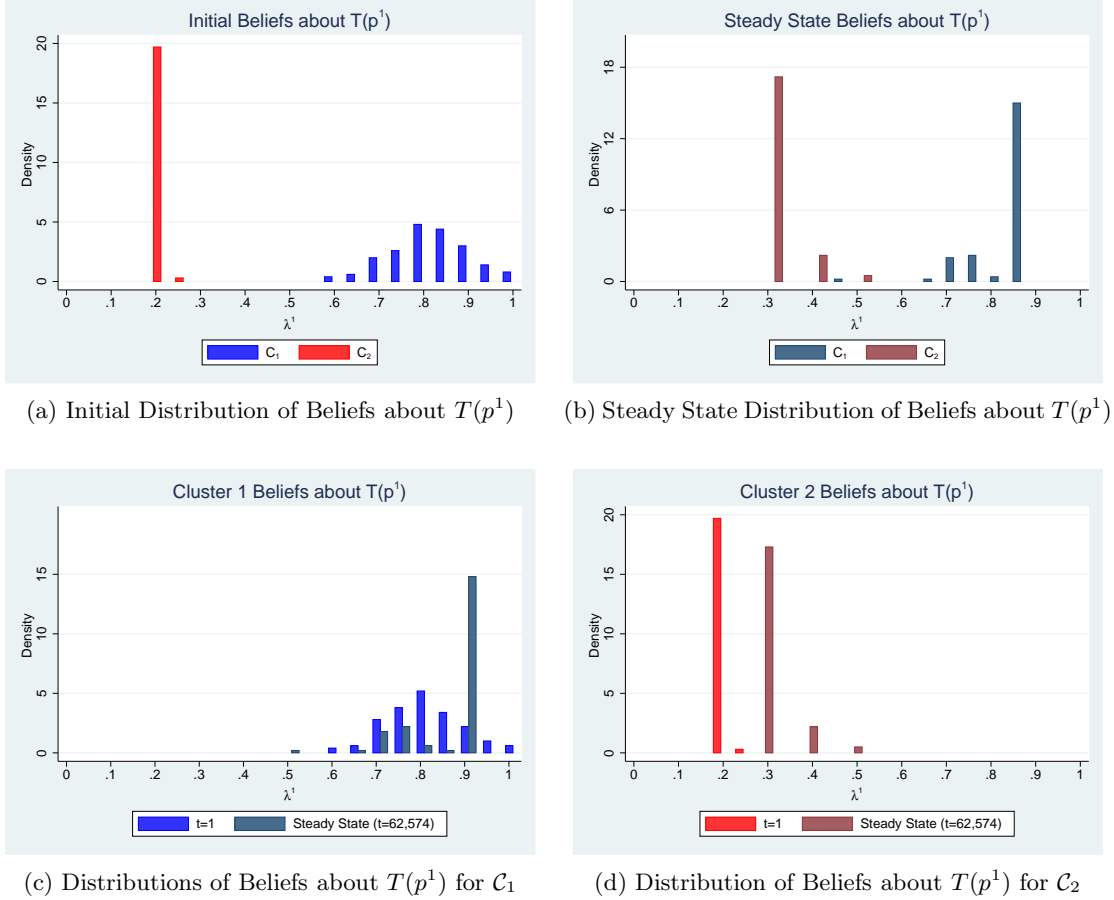 Initial Beliefs about T(p¹)
Density
20
15
10
5
0
0 .1 .2 .3 .4 .5 .6 .7 .8 .9 1
λ¹
C₁ C₂
(a) Initial Distribution of Beliefs about T(p¹)
Steady State Beliefs about T(p¹)
Density
18
12
6
0
0 .1 .2 .3 .4 .5 .6 .7 .8 .9 1
λ¹
C₁ C₂
(b) Steady State Distribution of Beliefs about T(p¹)
Cluster 1 Beliefs about T(p¹)
Density
15
10
5
0
0 .1 .2 .3 .4 .5 .6 .7 .8 .9 1
λ¹
t=1 Steady State (t=62,574)
(c) Distributions of Beliefs about T(p¹) for 𝒞₁
Cluster 2 Beliefs about T(p¹)
Density
20
15
10
5
0
0 .1 .2 .3 .4 .5 .6 .7 .8 .9 1
λ¹
t=1 Steady State (t=62,574)
(d) Distribution of Beliefs about T(p¹) for 𝒞₂